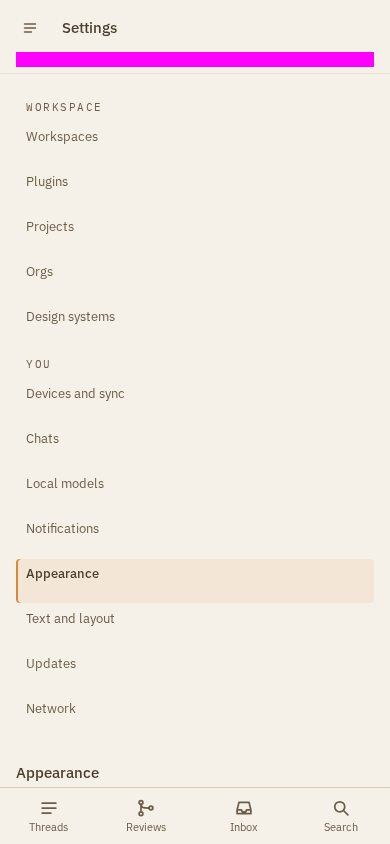 Settings
WORKSPACE
Workspaces
Plugins
Projects
Orgs
Design systems
YOU
Devices and sync
Chats
Local models
Notifications
Appearance
Text and layout
Updates
Network
Appearance
Threads
Reviews
Inbox
Search